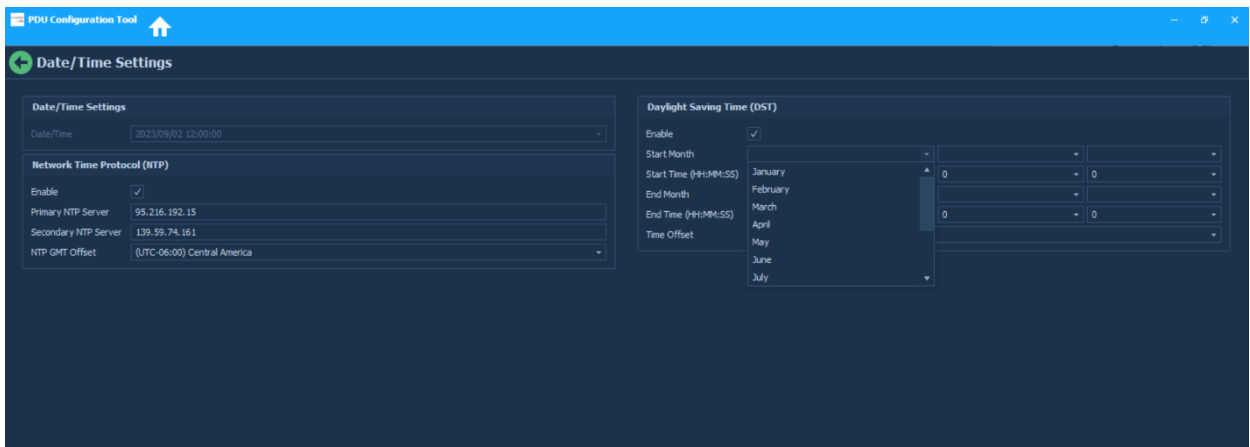 PDU Configuration Tool
Date/Time Settings
Date/Time Settings
Date/Time 2023/09/02 12:00:00
Network Time Protocol (NTP)
Enable
Primary NTP Server 95.216.192.15
Secondary NTP Server 139.59.74.161
NTP GMT Offset (UTC-06:00) Central America
Daylight Saving Time (DST)
Enable
Start Month
Start Time (HH:MM:SS) 0 0
End Month
End Time (HH:MM:SS) 0 0
Time Offset
January
February
March
April
May
June
July